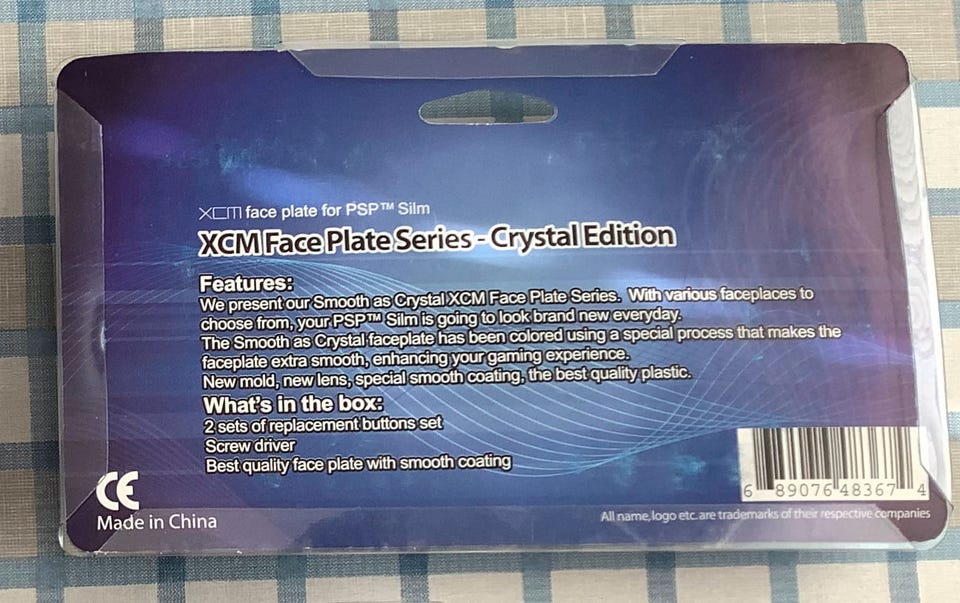 XCM face plate for PSP™ Silm
XCM Face Plate Series - Crystal Edition
Features:
We present our Smooth as Crystal XCM Face Plate Series. With various faceplaces to
choose from, your PSP™ Silm is going to look brand new everyday.
The Smooth as Crystal faceplate has been colored using a special process that makes the
faceplate extra smooth, enhancing your gaming experience.
New mold, new lens, special smooth coating, the best quality plastic.
What's in the box:
2 sets of replacement buttons set
Screw driver
Best quality face plate with smooth coating
CE
Made in China
6 89076 48367 4
All name, logo etc. are trademarks of their respective companies